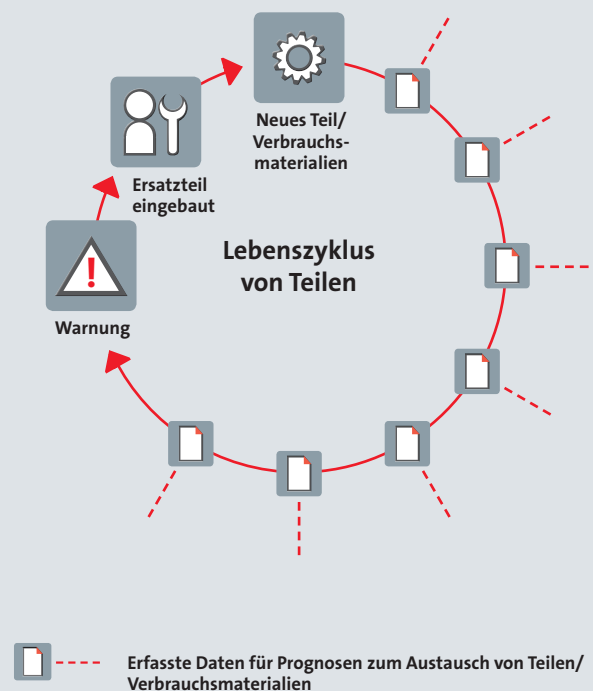 Neues Teil/
Verbrauchs-
materialien
Ersatzteil
eingebaut
Lebenszyklus
von Teilen
Warnung
Erfasste Daten für Prognosen zum Austausch von Teilen/
Verbrauchsmaterialien